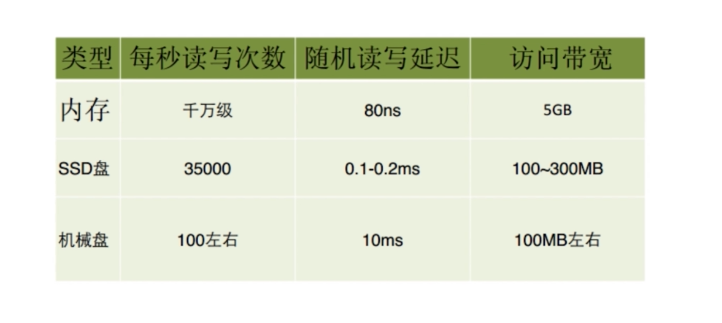 类型 每秒读写次数 随机读写延迟 访问带宽
内存 千万级 80ns 5GB
SSD盘 35000 0.1-0.2ms 100~300MB
机械盘 100左右 10ms 100MB左右